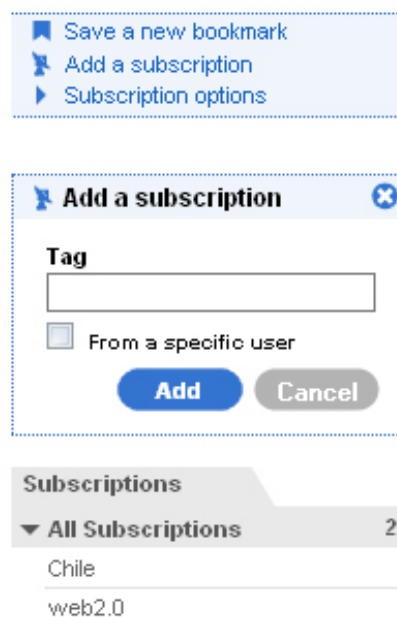 Save a new bookmark
Add a subscription
Subscription options
Add a subscription
Tag
From a specific user
Add Cancel
Subscriptions
All Subscriptions 2
Chile
web2.0